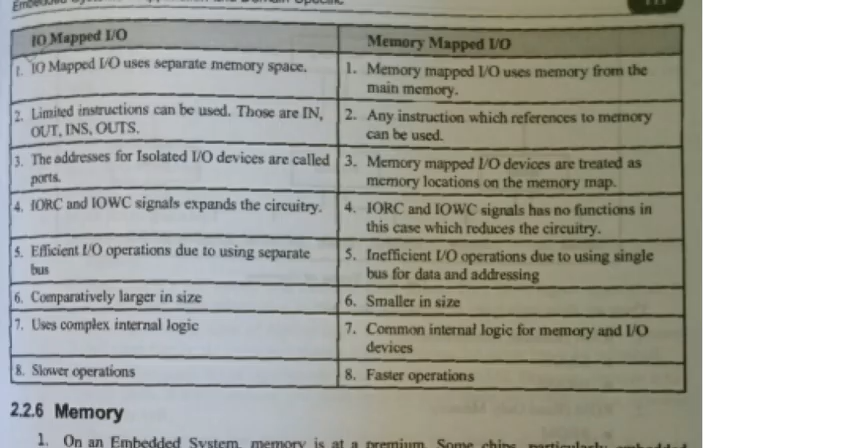 IO Mapped I/O
Memory Mapped I/O
1. IO Mapped I/O uses separate memory space.
1. Memory mapped I/O uses memory from the
main memory.
2. Limited instructions can be used. Those are IN,
OUT, INS, OUTS.
2. Any instruction which references to memory
can be used.
3. The addresses for Isolated I/O devices are called
ports.
3. Memory mapped I/O devices are treated as
memory locations on the memory map.
4. IORC and IOWC signals expands the circuitry.
4. IORC and IOWC signals has no functions in
this case which reduces the circuitry.
5. Efficient I/O operations due to using separate
bus
5. Inefficient I/O operations due to using single
bus for data and addressing
6. Comparatively larger in size
6. Smaller in size
7. Uses complex internal logic
7. Common internal logic for memory and I/O
devices
8. Slower operations
8. Faster operations
2.2.6 Memory
1. On an Embedded System, memory is at a premium. Some chips, particularly embedded